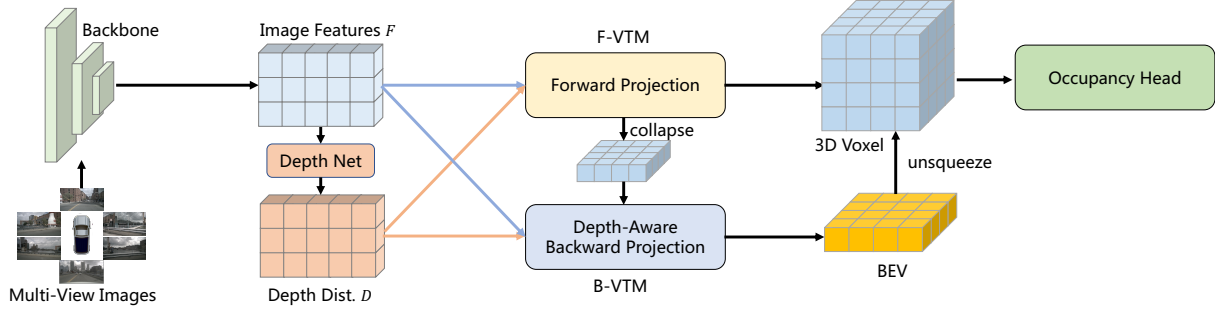 Backbone
Multi-View Images
Image Features F
Depth Net
Depth Dist. D
F-VTM
Forward Projection
collapse
Depth-Aware
Backward Projection
B-VTM
3D Voxel
unsqueeze
BEV
Occupancy Head